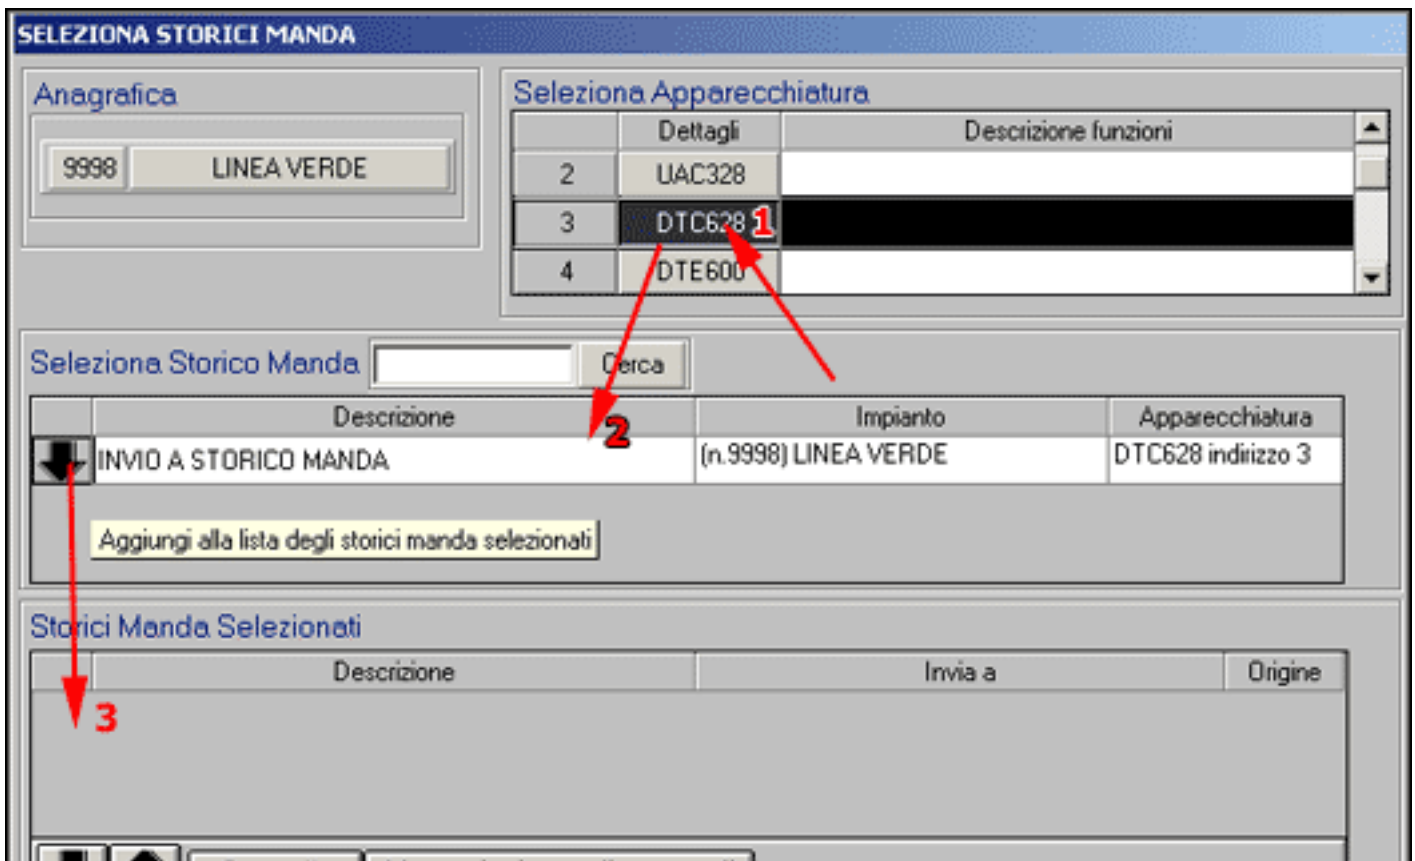 SELEZIONA STORICI MANDA
Anagrafica
9998 LINEA VERDE
Seleziona Apparecchiatura
Dettagli Descrizione funzioni
2 UAC328
3 DTC628 1
4 DTE600
Seleziona Storico Manda Cerca
Descrizione Impianto Apparecchiatura
2
INVIO A STORICO MANDA (n.9998) LINEA VERDE DTC628 indirizzo 3
Aggiungi alla lista degli storici manda selezionati
Storici Manda Selezionati
Descrizione Invia a Origine
3